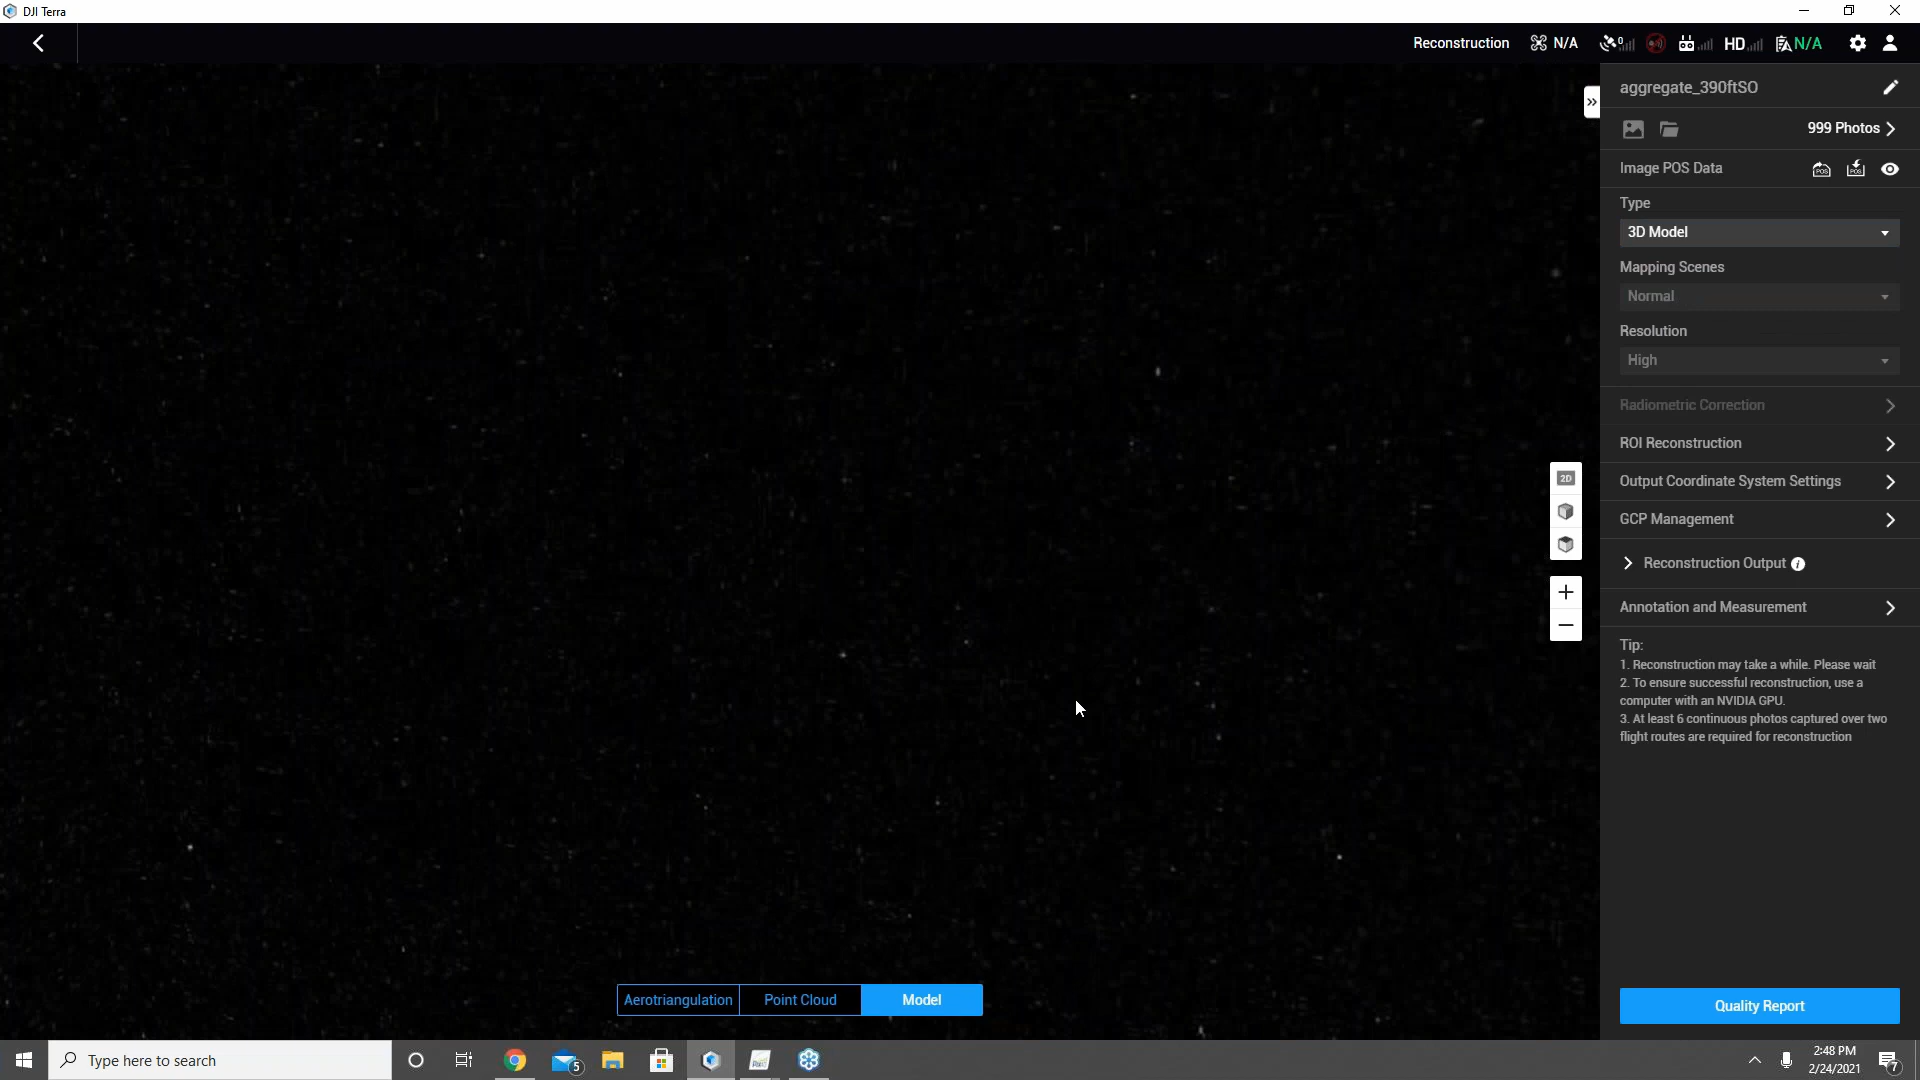 DJI Terra
Reconstruction
N/A
0
HD
N/A
aggregate_390ftSO
999 Photos
Image POS Data
POS
POS
Type
3D Model
Mapping Scenes
Normal
Resolution
High
Radiometric Correction
ROI Reconstruction
2D
Output Coordinate System Settings
GCP Management
Reconstruction Output
Annotation and Measurement
Tip:
1. Reconstruction may take a while. Please wait
2. To ensure successful reconstruction, use a
computer with an NVIDIA GPU.
3. At least 6 continuous photos captured over two
flight routes are required for reconstruction
Aerotriangulation
Point Cloud
Model
Quality Report
Type here to search
5
2:48 PM
2/24/2021
7